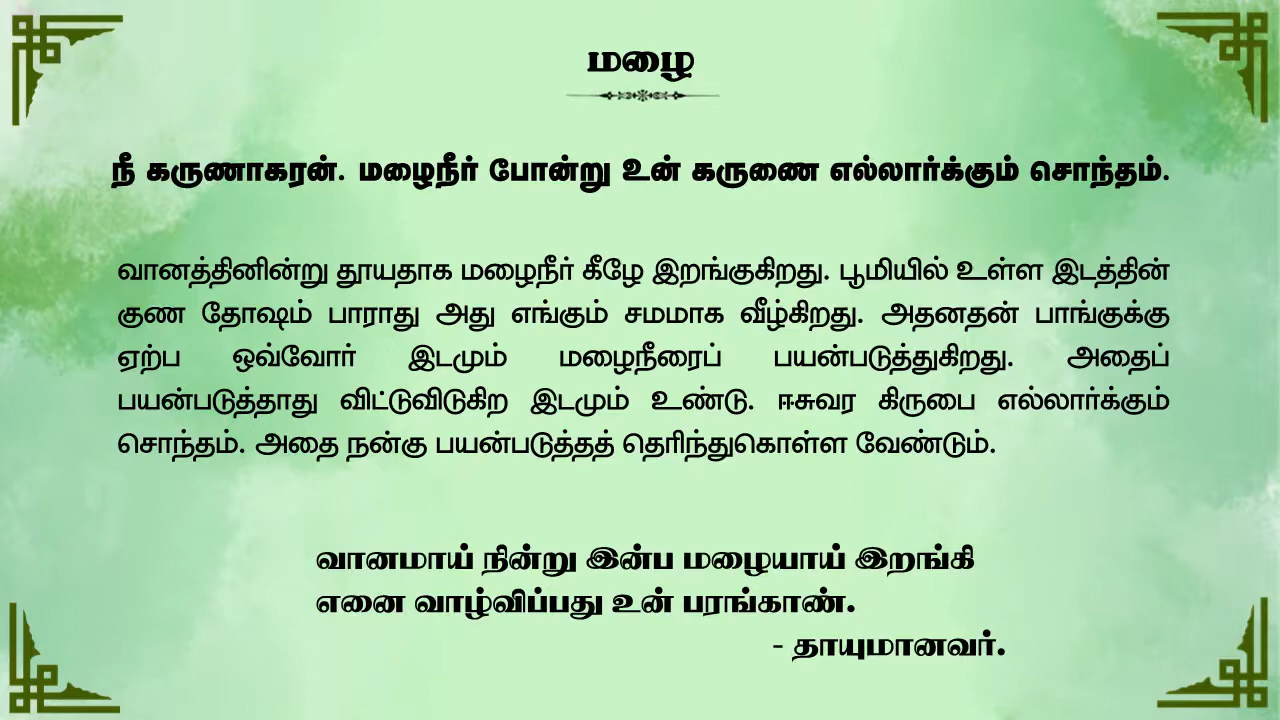 மழை
நீ கருணாகரன். மழைநீர் போன்று உன் கருணை எல்லார்க்கும் சொந்தம்.
வானத்தினின்று தூயதாக மழைநீர் கீழே இறங்குகிறது. பூமியில் உள்ள இடத்தின்
குண தோஷம் பாராது அது எங்கும் சமமாக வீழ்கிறது. அதனதன் பாங்குக்கு
ஏற்ப ஒவ்வோர் இடமும் மழைநீரைப் பயன்படுத்துகிறது. அதைப்
பயன்படுத்தாது விட்டுவிடுகிற இடமும் உண்டு. ஈசுவர கிருபை எல்லார்க்கும்
சொந்தம். அதை நன்கு பயன்படுத்தத் தெரிந்துகொள்ள வேண்டும்.
வானமாய் நின்று இன்ப மழையாய் இறங்கி
எனை வாழ்விப்பது உன் பரங்காண்.
- தாயுமானவர்.